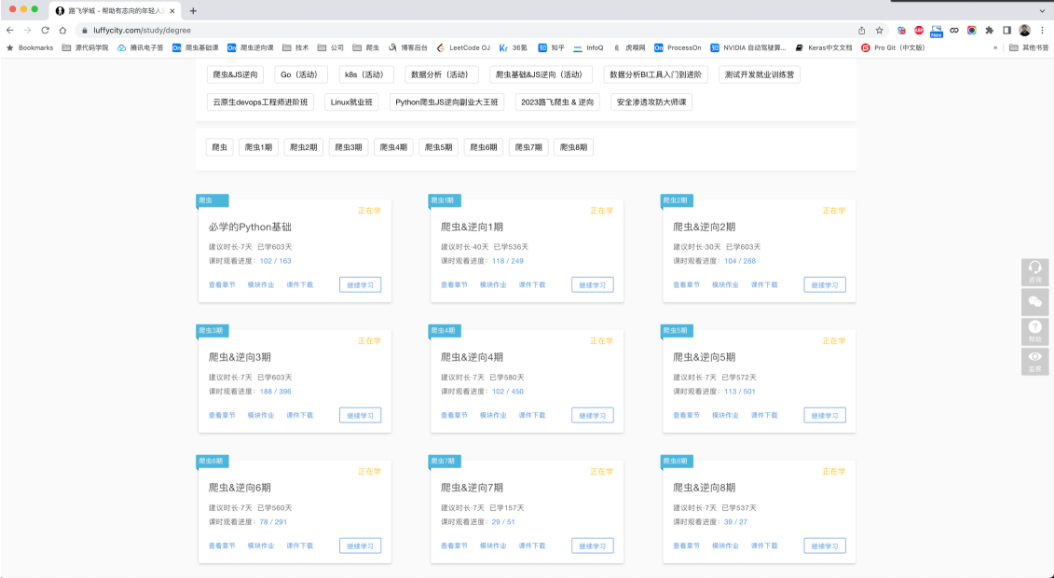 路飞学城 - 帮助有志向的年轻人
luffycity.com/study/degree
Bookmarks 源代码学院 腾讯电子签 爬虫基础课 爬虫逆向课 技术 公司 爬虫 博客后台 LeetCode OJ 36氪 知乎 InfoQ 虎嗅网 ProcessOn NVIDIA 自动驾驶... Keras中文文档 Pro Git（中文版） » 其他书签
爬虫&JS逆向 Go（活动） k8s（活动） 数据分析（活动） 爬虫基础&JS逆向（活动） 数据分析BI工具入门到进阶 测试开发就业训练营
云原生devops工程师进阶班 Linux就业班 Python爬虫JS逆向副业大王班 2023路飞爬虫 & 逆向 安全渗透攻防大师课
爬虫 爬虫1期 爬虫2期 爬虫3期 爬虫4期 爬虫5期 爬虫6期 爬虫7期 爬虫8期
爬虫 爬虫1期 爬虫2期
正在学 正在学 正在学
必学的Python基础 爬虫&逆向1期 爬虫&逆向2期
建议时长-7天 已学603天 建议时长-40天 已学536天 建议时长-30天 已学603天
课时观看进度：102 / 163 课时观看进度：118 / 249 课时观看进度：104 / 288
查看章节 模块作业 课件下载 继续学习 查看章节 模块作业 课件下载 继续学习 查看章节 模块作业 课件下载 继续学习
爬虫3期 爬虫4期 爬虫5期
正在学 正在学 正在学
爬虫&逆向3期 爬虫&逆向4期 爬虫&逆向5期
建议时长-7天 已学603天 建议时长-7天 已学580天 建议时长-7天 已学572天
课时观看进度：188 / 396 课时观看进度：102 / 450 课时观看进度：113 / 501
查看章节 模块作业 课件下载 继续学习 查看章节 模块作业 课件下载 继续学习 查看章节 模块作业 课件下载 继续学习
爬虫6期 爬虫7期 爬虫8期
正在学 正在学 正在学
爬虫&逆向6期 爬虫&逆向7期 爬虫&逆向8期
建议时长-7天 已学560天 建议时长-7天 已学157天 建议时长-7天 已学537天
课时观看进度：78 / 291 课时观看进度：29 / 51 课时观看进度：39 / 27
查看章节 模块作业 课件下载 继续学习 查看章节 模块作业 课件下载 继续学习 查看章节 模块作业 课件下载 继续学习